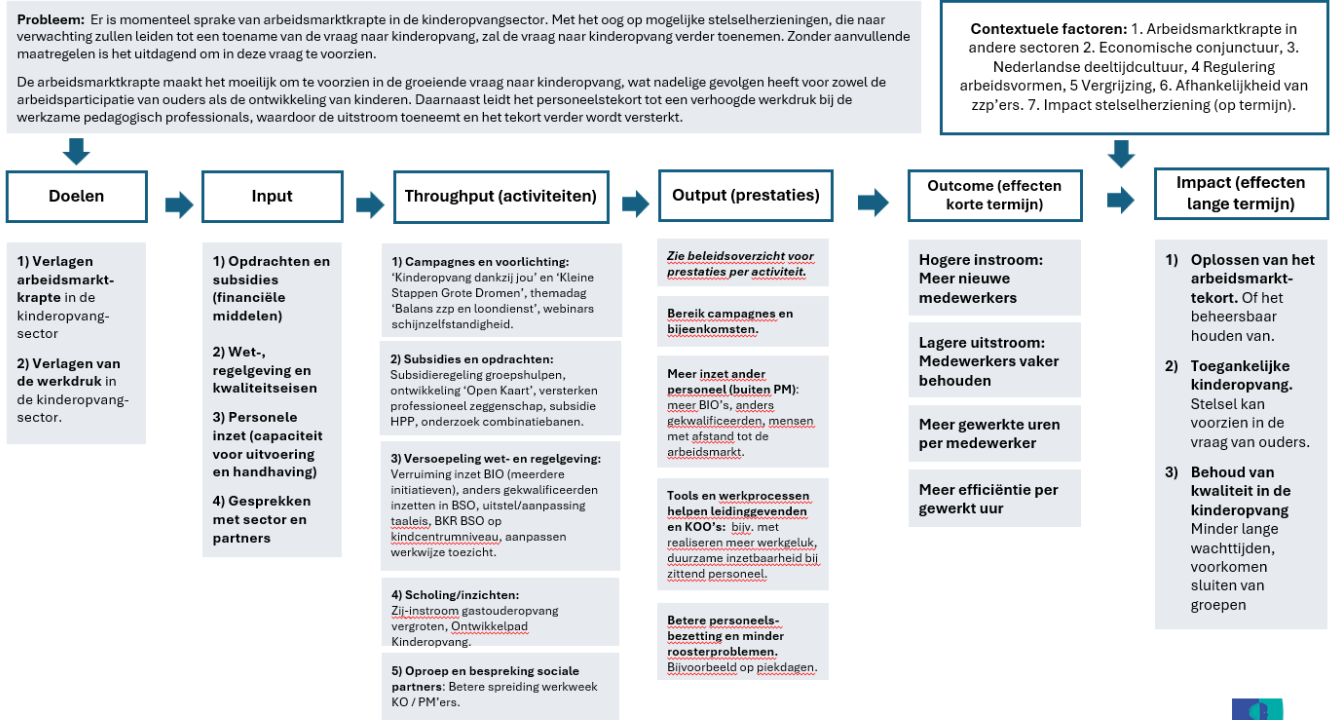 Probleem: Er is momenteel sprake van arbeidsmarktkrapte in de kinderopvangsector. Met het oog op mogelijke stelselherzieningen, die naar
verwachting zullen leiden tot een toename van de vraag naar kinderopvang, zal de vraag naar kinderopvang verder toenemen. Zonder aanvullende
maatregelen is het uitdagend om in deze vraag te voorzien.
De arbeidsmarktkrapte maakt het moeilijk om te voorzien in de groeiende vraag naar kinderopvang, wat nadelige gevolgen heeft voor zowel de
arbeidsparticipatie van ouders als de ontwikkeling van kinderen. Daarnaast leidt het personeelstekort tot een verhoogde werkdruk bij de
werkzame pedagogisch professionals, waardoor de uitstroom toeneemt en het tekort verder wordt versterkt.
Contextuele factoren: 1. Arbeidsmarktkrapte in
andere sectoren 2. Economische conjunctuur, 3.
Nederlandse deeltijdcultuur, 4 Regulering
arbeidsvormen, 5 Vergrijzing, 6. Afhankelijkheid van
zzp'ers. 7. Impact stelselherziening (op termijn).
Doelen
1) Verlagen
arbeidsmarkt-
krapte in de
kinderopvang-
sector
2) Verlagen van
de werkdruk in
de kinderopvang-
sector.
Input
1) Opdrachten en
subsidies
(financiële
middelen)
2) Wet-,
regelgeving en
kwaliteitseisen
3) Personele
inzet (capaciteit
voor uitvoering
en handhaving)
4) Gesprekken
met sector en
partners
Throughput (activiteiten)
1) Campagnes en voorlichting:
'Kinderopvang dankzij jou' en 'Kleine
Stappen Grote Dromen', themadag
'Balans zzp en loondienst', webinars
schijnzelfstandigheid.
2) Subsidies en opdrachten:
Subsidieregeling groepshulpen,
ontwikkeling 'Open Kaart', versterken
professioneel zeggenschap, subsidie
HPP, onderzoek combinatiebanen.
3) Versoepeling wet- en regelgeving:
Verruiming inzet BIO (meerdere
initiatieven), anders gekwalificeerden
inzetten in BSO, uitstel/aanpassing
taaleis, BKR BSO op
kindcentrumniveau, aanpassen
werkwijze toezicht.
4) Scholing/inzichten:
Zij-instroom gastouderopvang
vergroten, Ontwikkelpad
Kinderopvang.
5) Oproep en bespreking sociale
partners: Betere spreiding werkweek
KO / PM'ers.
Output (prestaties)
Zie beleidsoverzicht voor
prestaties per activiteit.
Bereik campagnes en
bijeenkomsten.
Meer inzet ander
personeel (buiten PM):
meer BIO's, anders
gekwalificeerden, mensen
met afstand tot de
arbeidsmarkt.
Tools en werkprocessen
helpen leidinggevenden
en KOO's: bijv. met
realiseren meer werkgeluk,
duurzame inzetbaarheid bij
zittend personeel.
Betere personeels-
bezetting en minder
roosterproblemen.
Bijvoorbeeld op piekdagen.
Outcome (effecten
korte termijn)
Hogere instroom:
Meer nieuwe
medewerkers
Lagere uitstroom:
Medewerkers vaker
behouden
Meer gewerkte uren
per medewerker
Meer efficiëntie per
gewerkt uur
Impact (effecten
lange termijn)
1) Oplossen van het
arbeidsmarkt-
tekort. Of het
beheersbaar
houden van.
2) Toegankelijke
kinderopvang.
Stelsel kan
voorzien in de
vraag van ouders.
3) Behoud van
kwaliteit in de
kinderopvang
Minder lange
wachttijden,
voorkomen
sluiten van
groepen